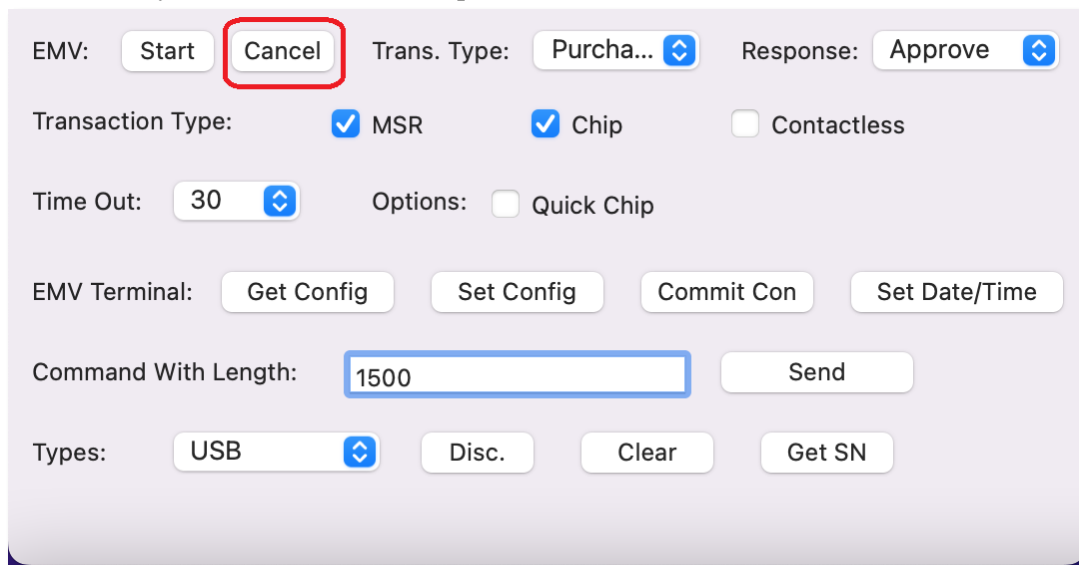 EMV: Start Cancel Trans. Type: Purcha... Response: Approve
Transaction Type: MSR Chip Contactless
Time Out: 30 Options: Quick Chip
EMV Terminal: Get Config Set Config Commit Con Set Date/Time
Command With Length: 1500 Send
Types: USB Disc. Clear Get SN